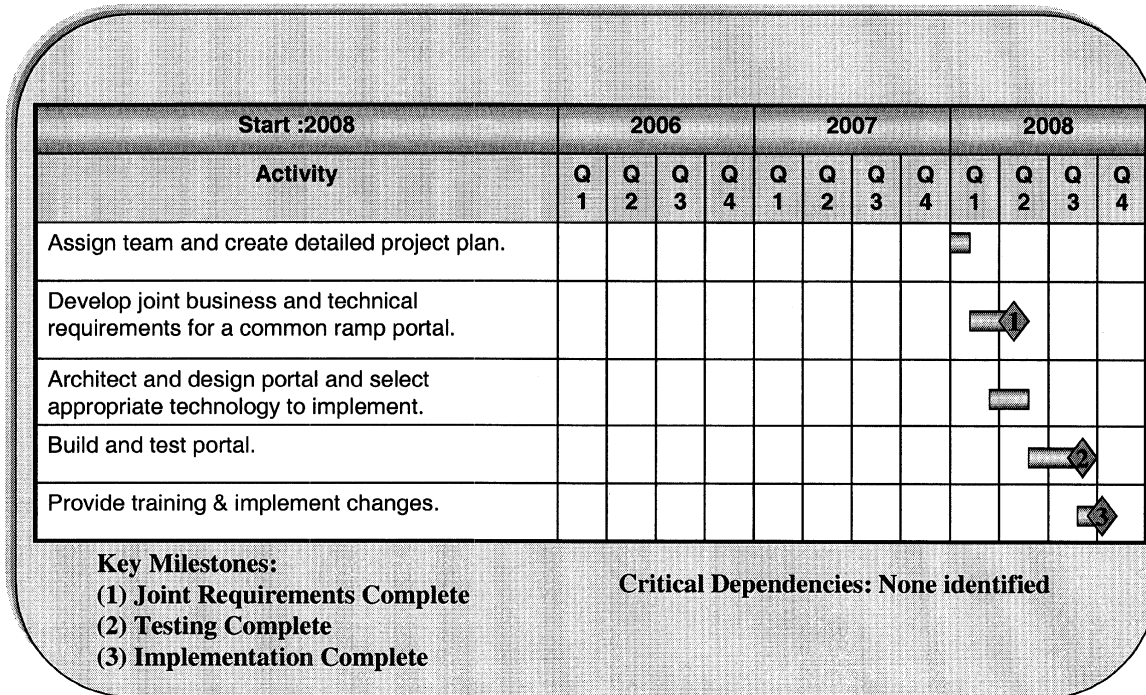 Start :2008 2006 2007 2008
Activity Q 1 Q 2 Q 3 Q 4 Q 1 Q 2 Q 3 Q 4 Q 1 Q 2 Q 3 Q 4
Assign team and create detailed project plan.
Develop joint business and technical
requirements for a common ramp portal.
1
Architect and design portal and select
appropriate technology to implement.
Build and test portal.
2
Provide training & implement changes.
3
Key Milestones:
(1) Joint Requirements Complete
(2) Testing Complete
(3) Implementation Complete
Critical Dependencies: None identified